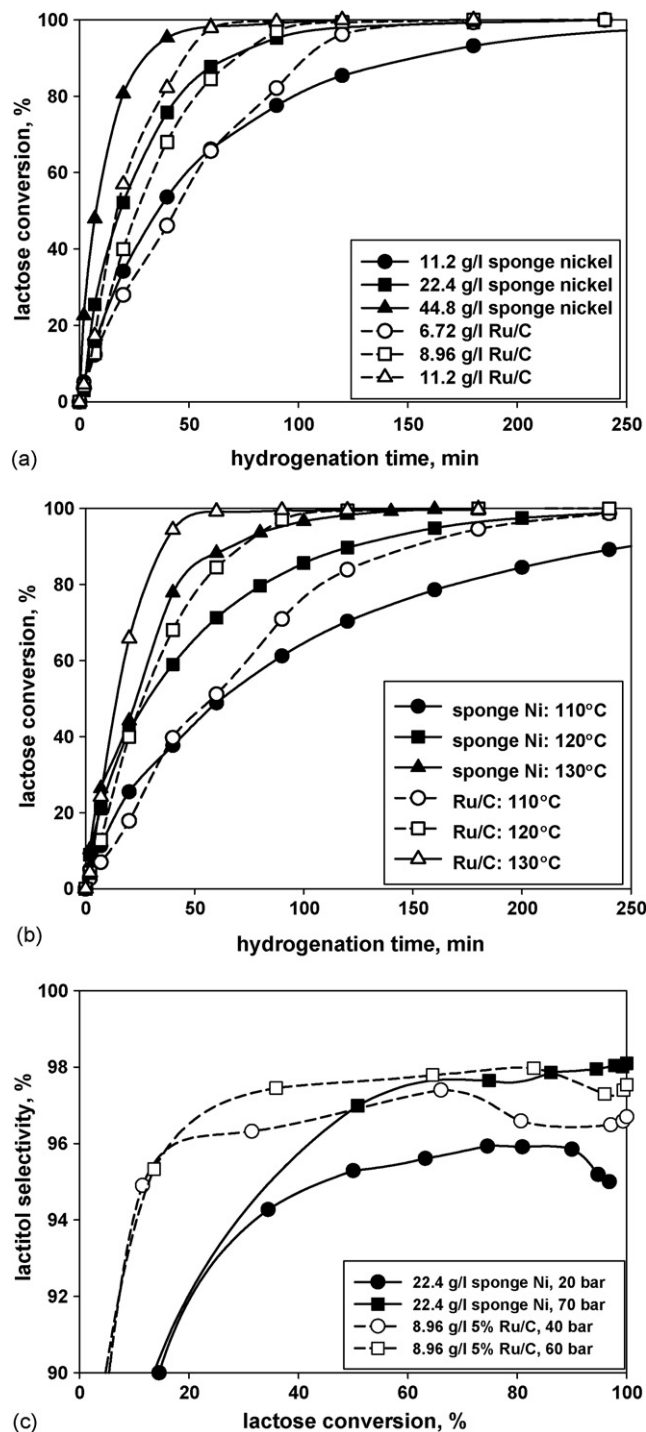 100
80
60
40
20
0
lactose conversion, %
11.2 g/l sponge nickel
22.4 g/l sponge nickel
44.8 g/l sponge nickel
6.72 g/l Ru/C
8.96 g/l Ru/C
11.2 g/l Ru/C
0 50 100 150 200 250
(a) hydrogenation time, min
100
80
60
40
20
0
lactose conversion, %
sponge Ni: 110°C
sponge Ni: 120°C
sponge Ni: 130°C
Ru/C: 110°C
Ru/C: 120°C
Ru/C: 130°C
0 50 100 150 200 250
(b) hydrogenation time, min
100
98
96
94
92
90
lactitol selectivity, %
22.4 g/l sponge Ni, 20 bar
22.4 g/l sponge Ni, 70 bar
8.96 g/l 5% Ru/C, 40 bar
8.96 g/l 5% Ru/C, 60 bar
0 20 40 60 80 100
(c) lactose conversion, %